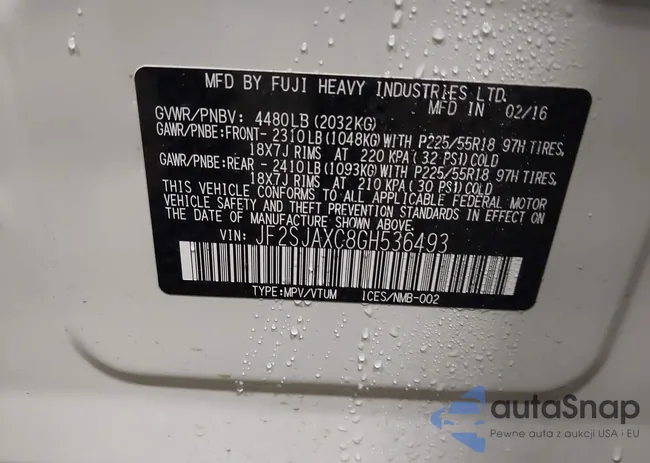 MFD BY FUJI HEAVY INDUSTRIES LTD.
MFD IN 02/16
GVWR/PNBV: 4480LB(2032KG)
GAWR/PNBE:FRONT- 2310LB(1048KG)WITH P225/55R18 97H TIRES,
18X7J RIMS AT 220 KPA(32 PSI)COLD
GAWR/PNBE:REAR - 2410LB(1093KG)WITH P225/55R18 97H TIRES,
18X7J RIMS AT 210 KPA(30 PSI)COLD
THIS VEHICLE CONFORMS TO ALL APPLICABLE FEDERAL MOTOR
VEHICLE SAFETY AND THEFT PREVENTION STANDARDS IN EFFECT ON
THE DATE OF MANUFACTURE SHOWN ABOVE.
VIN: JF2SJAXC8GH536493
TYPE:MPV/VTUM ICES/NMB-002
autaSnap
Pewne auta z aukcji USA i EU